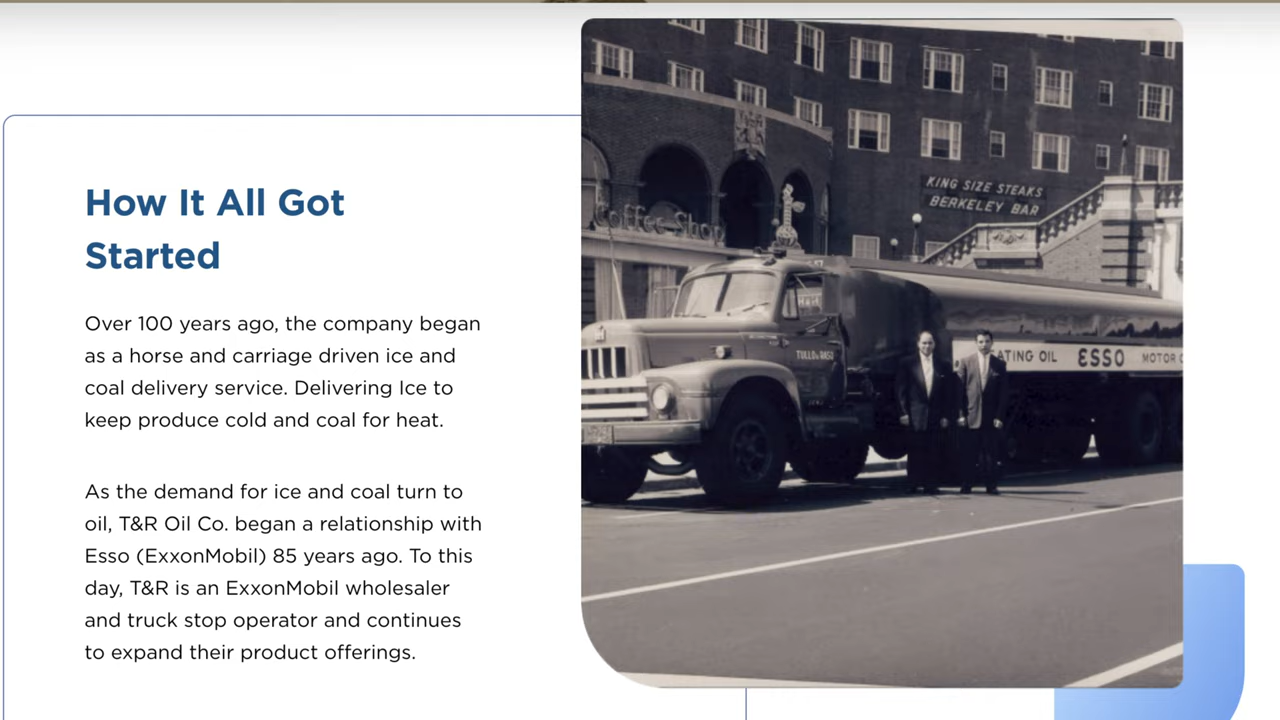 How It All Got
Started
Over 100 years ago, the company began
as a horse and carriage driven ice and
coal delivery service. Delivering Ice to
keep produce cold and coal for heat.
As the demand for ice and coal turn to
oil, T&R Oil Co. began a relationship with
Esso (ExxonMobil) 85 years ago. To this
day, T&R is an ExxonMobil wholesaler
and truck stop operator and continues
to expand their product offerings.
KING SIZE STEAKS
BERKELEY BAR
Coffee Shop
ESSO